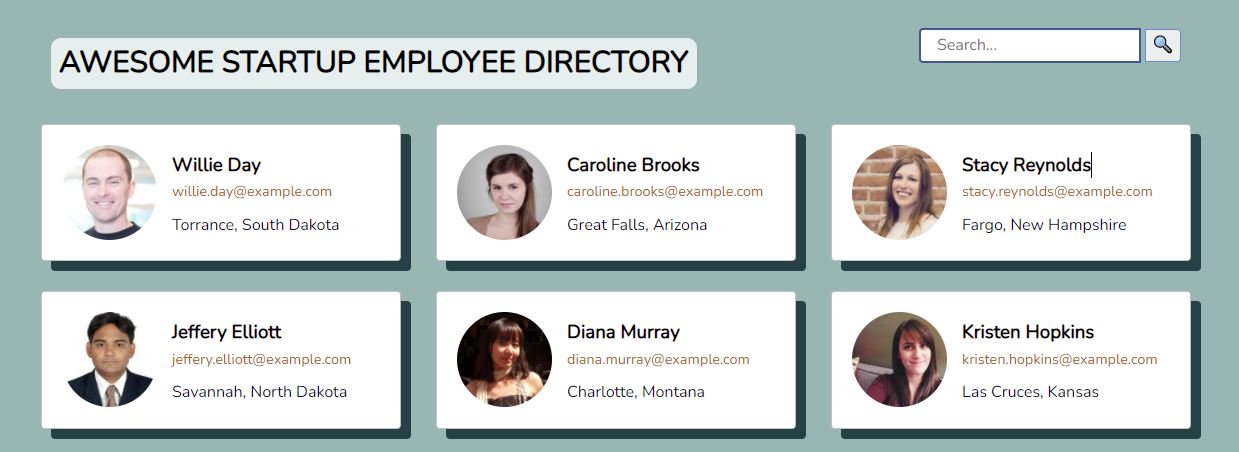 AWESOME STARTUP EMPLOYEE DIRECTORY
Search...
Willie Day
willie.day@example.com
Torrance, South Dakota
Caroline Brooks
caroline.brooks@example.com
Great Falls, Arizona
Stacy Reynolds
stacy.reynolds@example.com
Fargo, New Hampshire
Jeffery Elliott
jeffery.elliott@example.com
Savannah, North Dakota
Diana Murray
diana.murray@example.com
Charlotte, Montana
Kristen Hopkins
kristen.hopkins@example.com
Las Cruces, Kansas